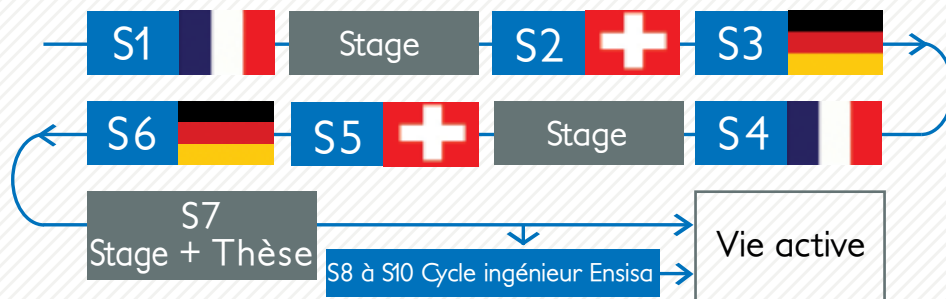 S1
Stage
S2
S3
S6
S5
Stage
S4
S7
Stage + Thèse
Vie active
S8 à S10 Cycle ingénieur Ensisa